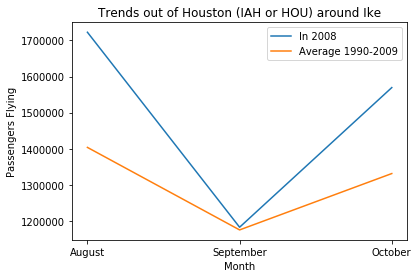 Trends out of Houston (IAH or HOU) around Ike
In 2008
Average 1990-2009
Passengers Flying
1700000
1600000
1500000
1400000
1300000
1200000
August
September
October
Month